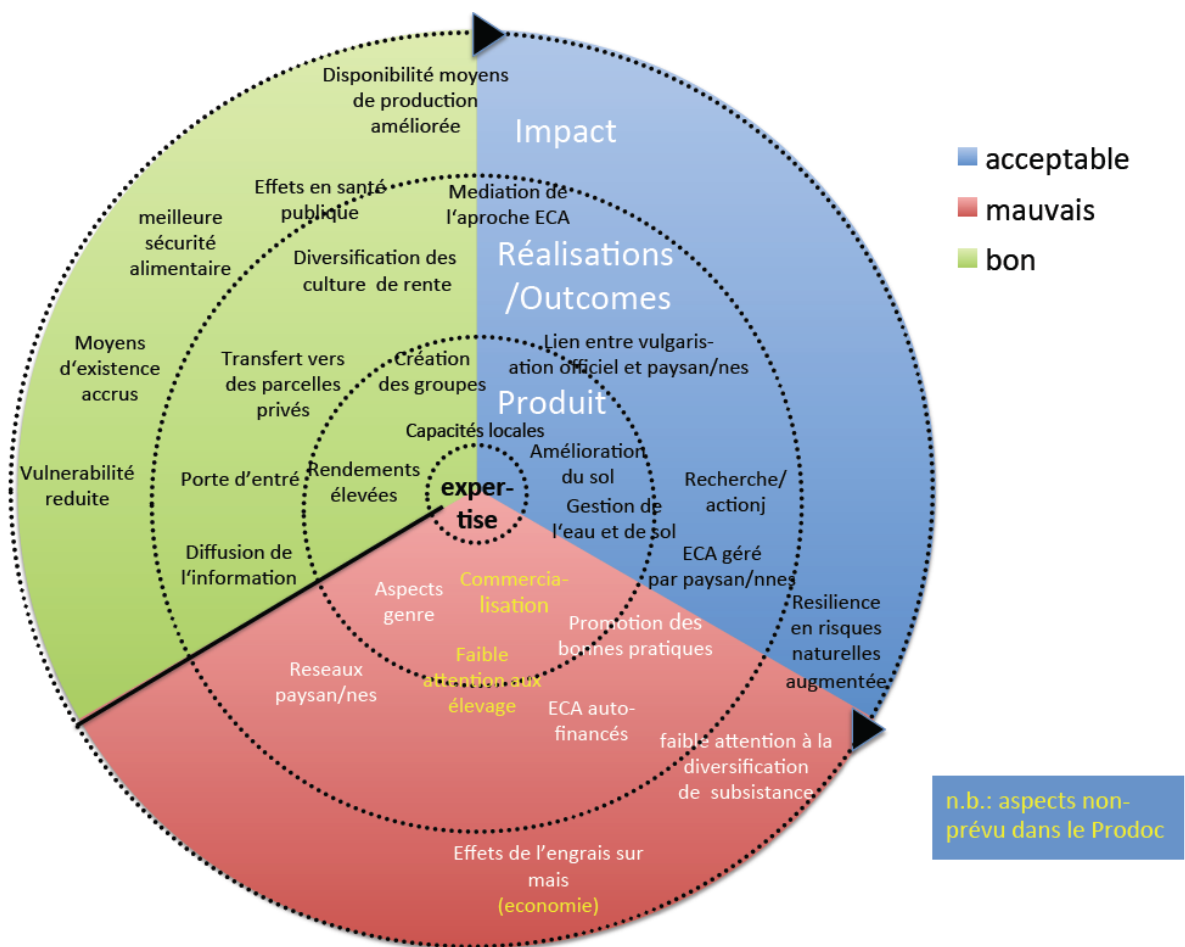 Disponibilité moyens
de production
améliorée
Impact
acceptable
mauvais
bon
Effets en santé
publique
Mediation de
l‘aproche ECA
meilleure
sécurité
alimentaire
Diversification des
culture de rente
Réalisations
/Outcomes
Moyens
d‘existence
accrus
Transfert vers
des parcelles
privés
Création
des groupes
Lien entre vulgaris-
ation officiel et paysan/nes
Produit
Capacités locales
Vulnerabilité
reduite
Porte d’entré
Rendements
élevées
exper-
tise
Amélioration
du sol
Gestion de
l’eau et de sol
Recherche/
actionj
Diffusion de
l‘information
ECA géré
par paysan/nnes
Aspects
genre
Commercia-
lisation
Promotion des
bonnes pratiques
Resilience
en risques
naturelles
augmentée
Reseaux
paysan/nes
Faible
attention aux
élevage
ECA auto-
financés
faible attention à la
diversification
de subsistance
n.b.: aspects non-
prévu dans le Prodoc
Effets de l’engrais sur
mais
(economie)